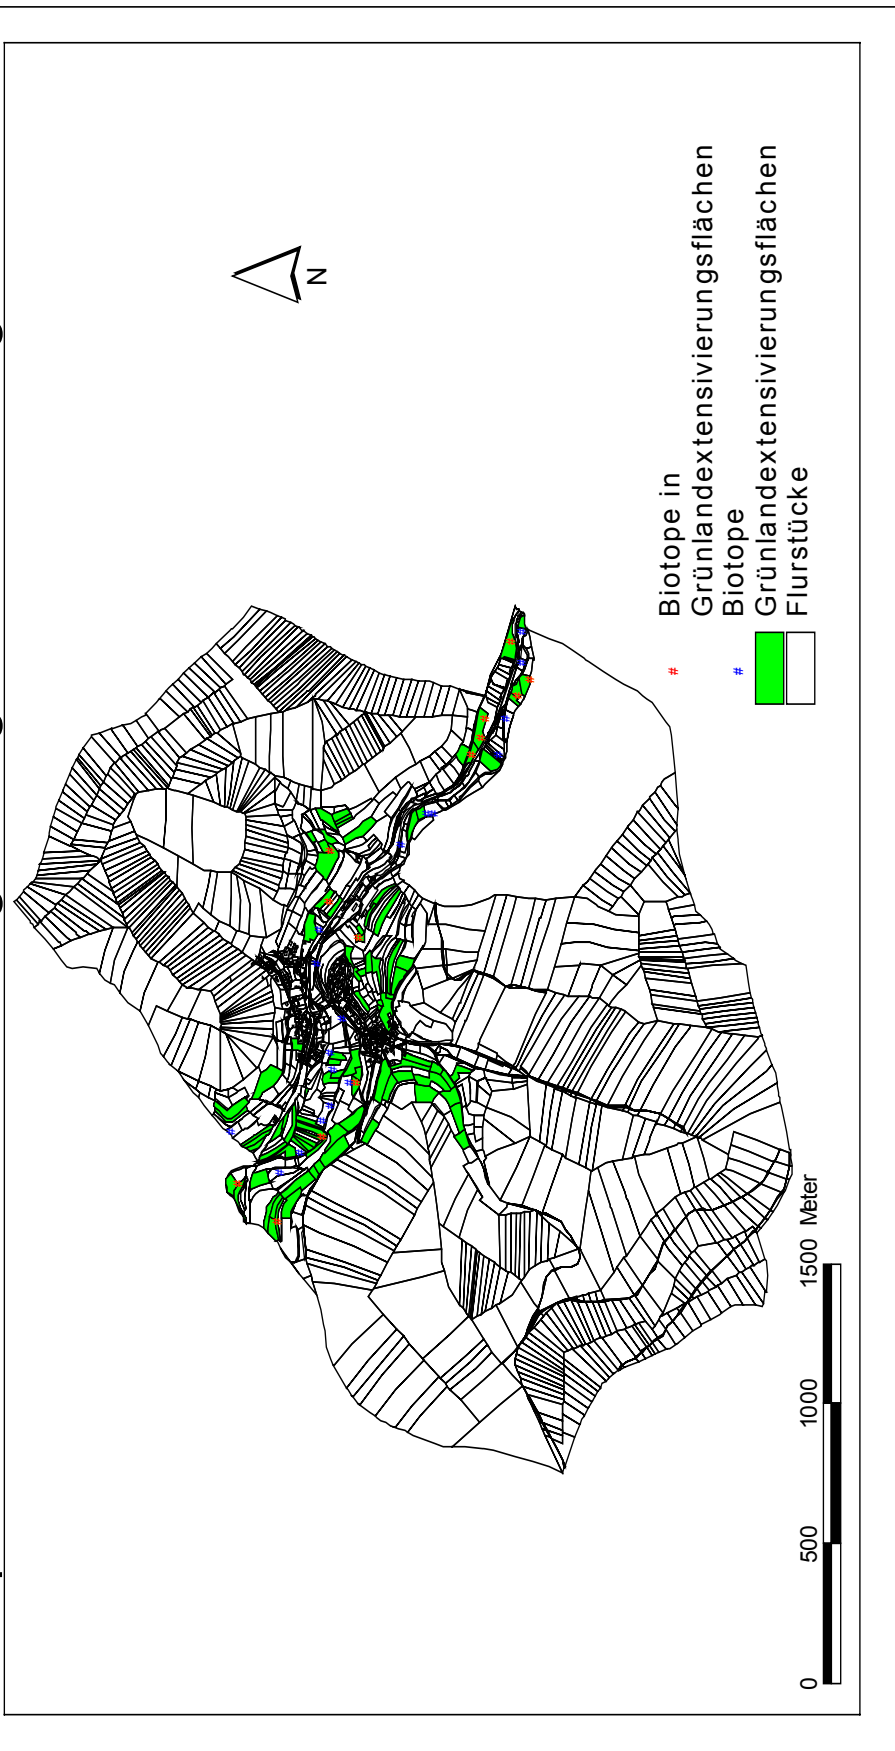 N
Biotope in
Grünlandextensivierungsflächen
Biotope
Grünlandextensivierungsflächen
Flurstücke
0 500 1000 1500 Meter